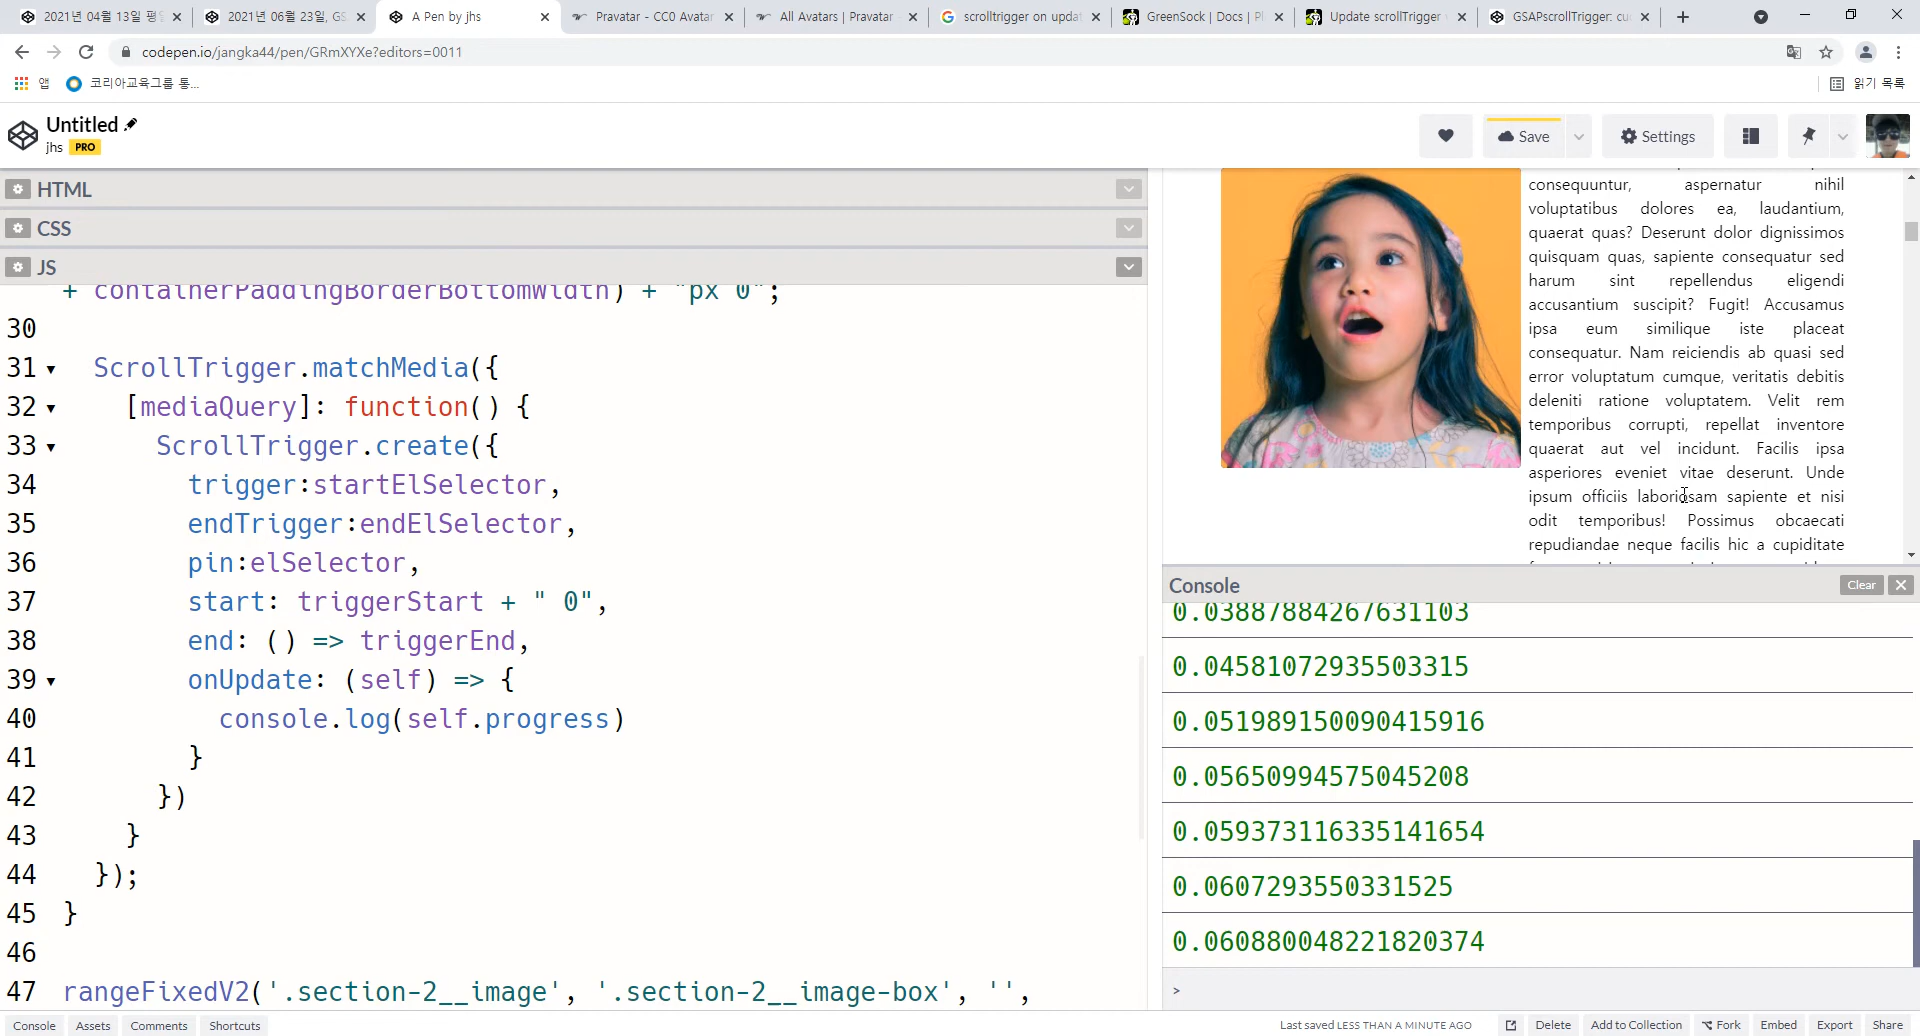 2021년 04월 13일 평일
2021년 06월 23일, GS
A Pen by jhs
Pravatar - CC0 Avatar
All Avatars | Pravatar -
scrolltrigger on updat
GreenSock | Docs | Pl
Update scrollTrigger
GSAPscrollTrigger: cu
codepen.io/jangka44/pen/GRmXYXe?editors=0011
앱
코리아교육그룹 통...
읽기 목록
Untitled
jhs PRO
Save
Settings
HTML
CSS
JS
+ containerPaddingBorderBottomWidth) + "px 0";
30
31 ScrollTrigger.matchMedia({
32 [mediaQuery]: function() {
33 ScrollTrigger.create({
34 trigger:startElSelector,
35 endTrigger:endElSelector,
36 pin:elSelector,
37 start: triggerStart + " 0",
38 end: () => triggerEnd,
39 onUpdate: (self) => {
40 console.log(self.progress)
41 }
42 })
43 }
44 });
45 }
46
47 rangeFixedV2('.section-2__image', '.section-2__image-box', '',
consequuntur, aspernatur nihil
voluptatibus dolores ea, laudantium,
quaerat quas? Deserunt dolor dignissimos
quisquam quas, sapiente consequatur sed
harum sint repellendus eligendi
accusantium suscipit? Fugit! Accusamus
ipsa eum similique iste placeat
consequatur. Nam reiciendis ab quasi sed
error voluptatum cumque, veritatis debitis
deleniti ratione voluptatem. Velit rem
temporibus corrupti, repellat inventore
quaerat aut vel incidunt. Facilis ipsa
asperiores eveniet vitae deserunt. Unde
ipsum officiis laboriosam sapiente et nisi
odit temporibus! Possimus obcaecati
repudiandae neque facilis hic a cupiditate
Console
Clear
0.03887884267631103
0.04581072935503315
0.051989150090415916
0.05650994575045208
0.059373116335141654
0.0607293550331525
0.060880048221820374
>
Console
Assets
Comments
Shortcuts
Last saved LESS THAN A MINUTE AGO
Delete
Add to Collection
Fork
Embed
Export
Share